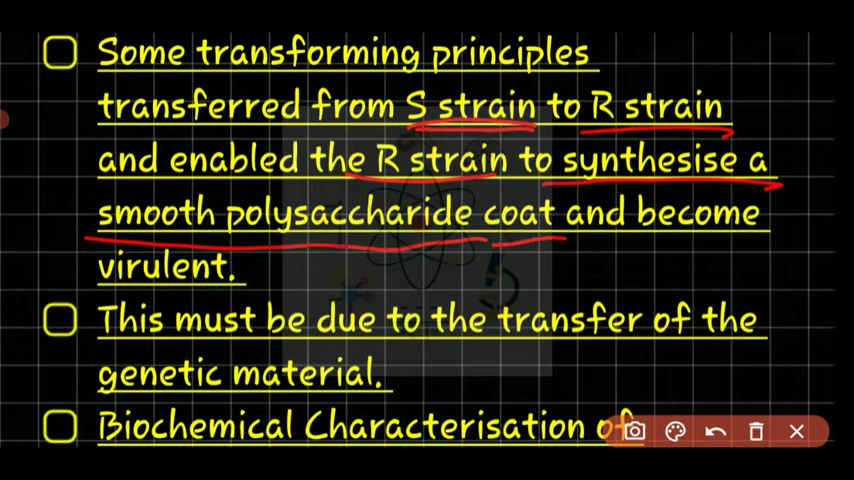 Some transforming principles
transferred from S strain to R strain
and enabled the R strain to synthesise a
smooth polysaccharide coat and become
virulent.
This must be due to the transfer of the
genetic material.
Biochemical Characterisation of